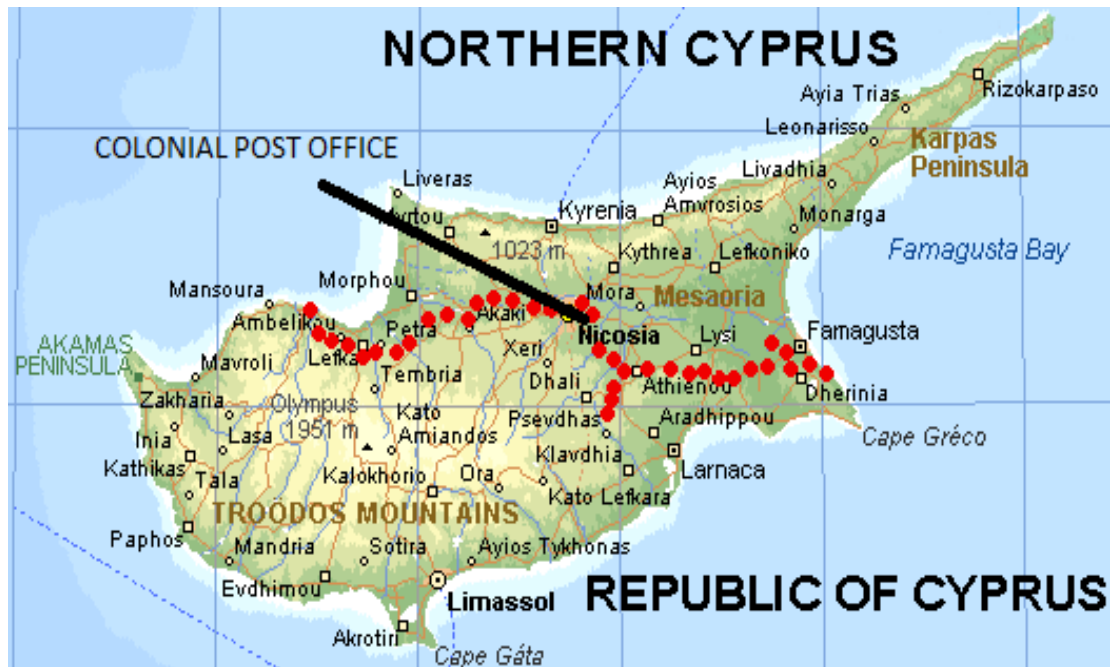 NORTHERN CYPRUS
Rizokarpaso
Ayia Trias
Leonarisso
Karpas
Peninsula
COLONIAL POST OFFICE
Livadhia
Liveras
Ayios
Amvrosios
Kyrenia
Monarga
1023 m
Kythrea
Lefkoniko
Famagusta Bay
Morphou
Mansoura
Mora
Mesaoria
Ambelikou
Petra
Akaki
Nicosia
Lysi
Famagusta
AKAMAS
PENINSULA
Mavroli
Lefka
Xeri
Tembria
Dhali
Athienou
Dherinia
Zakharia
Olympus
1951 m
Kato
Amiandos
Psevdhas
Aradhippou
Cape Gréco
Inia
Lasa
Klavdhia
Kathikas
Kalokhorio
Ora
Larnaca
Tala
Kato Lefkara
TROÖDOS MOUNTAINS
Paphos
Mandria
Sotira
Ayios Tykhonas
Evdhimou
Limassol
REPUBLIC OF CYPRUS
Akrotiri
Cape Gáta